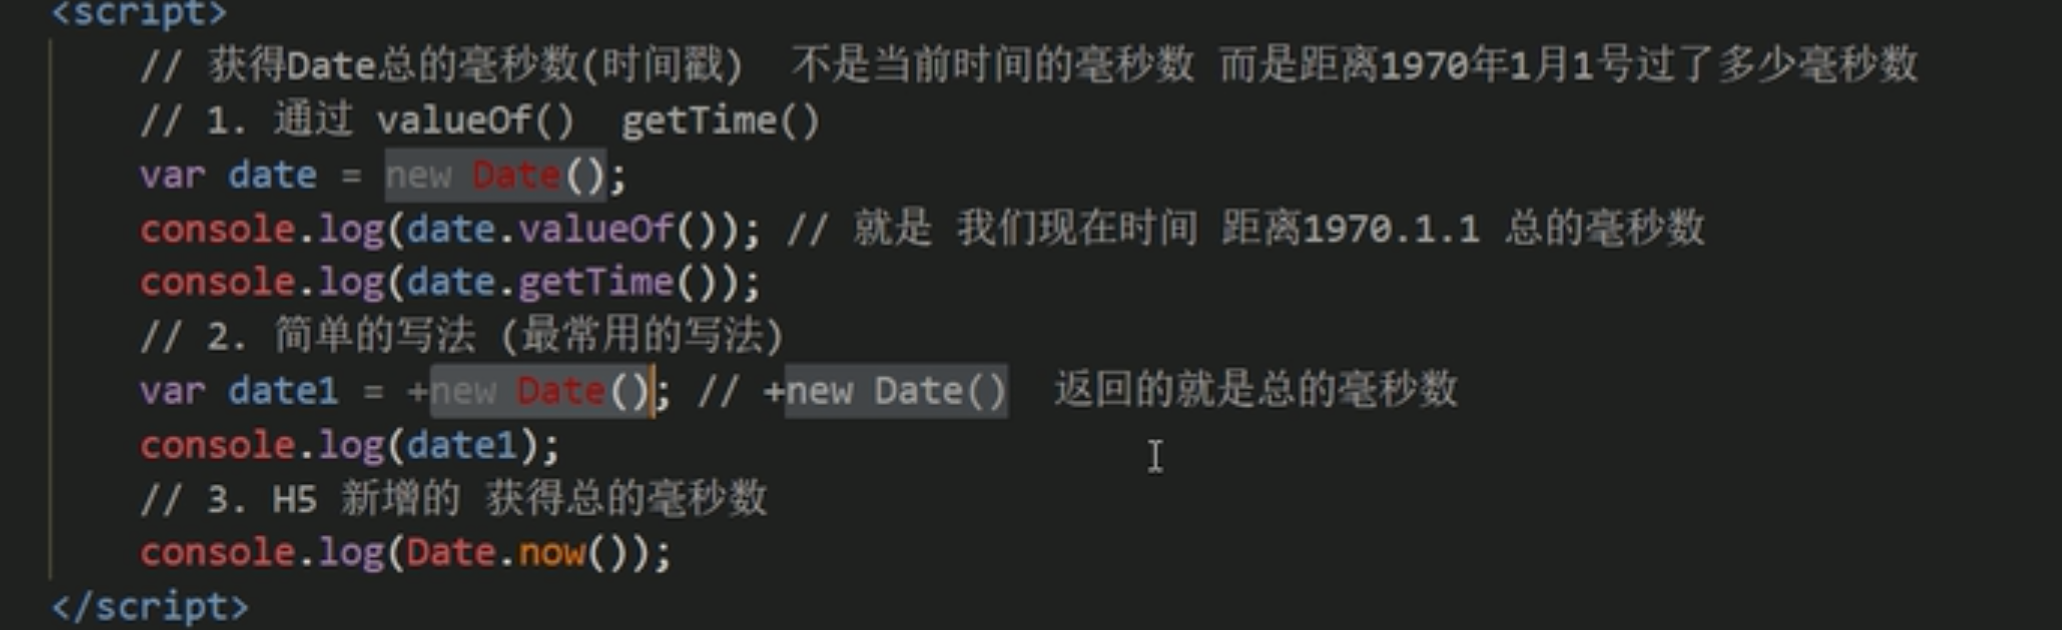 <script>
// 获得Date总的毫秒数(时间戳)  不是当前时间的毫秒数 而是距离1970年1月1号过了多少毫秒数
// 1. 通过 valueOf()  getTime()
var date = new Date();
console.log(date.valueOf()); // 就是 我们现在时间 距离1970.1.1 总的毫秒数
console.log(date.getTime());
// 2. 简单的写法 (最常用的写法)
var date1 = +new Date(); // +new Date()  返回的就是总的毫秒数
console.log(date1);
// 3. H5 新增的 获得总的毫秒数
console.log(Date.now());
</script>